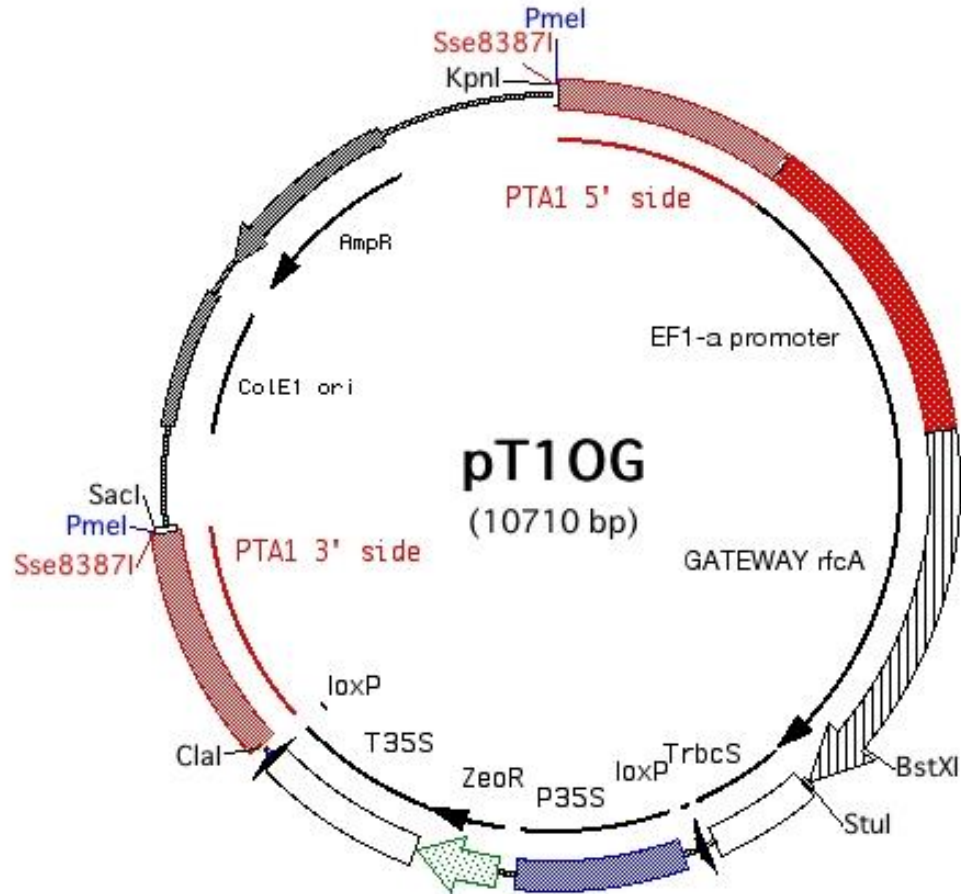 PmeI
Sse8387I
KpnI
PTA1 5' side
AmpR
EF1-a promoter
ColE1 ori
pT1OG
(10710 bp)
SacI
PmeI
Sse8387I
PTA1 3' side
GATEWAY rfcA
loxP
ClaI
T35S
ZeoR
P35S
loxP
TrbcS
BstXI
StuI